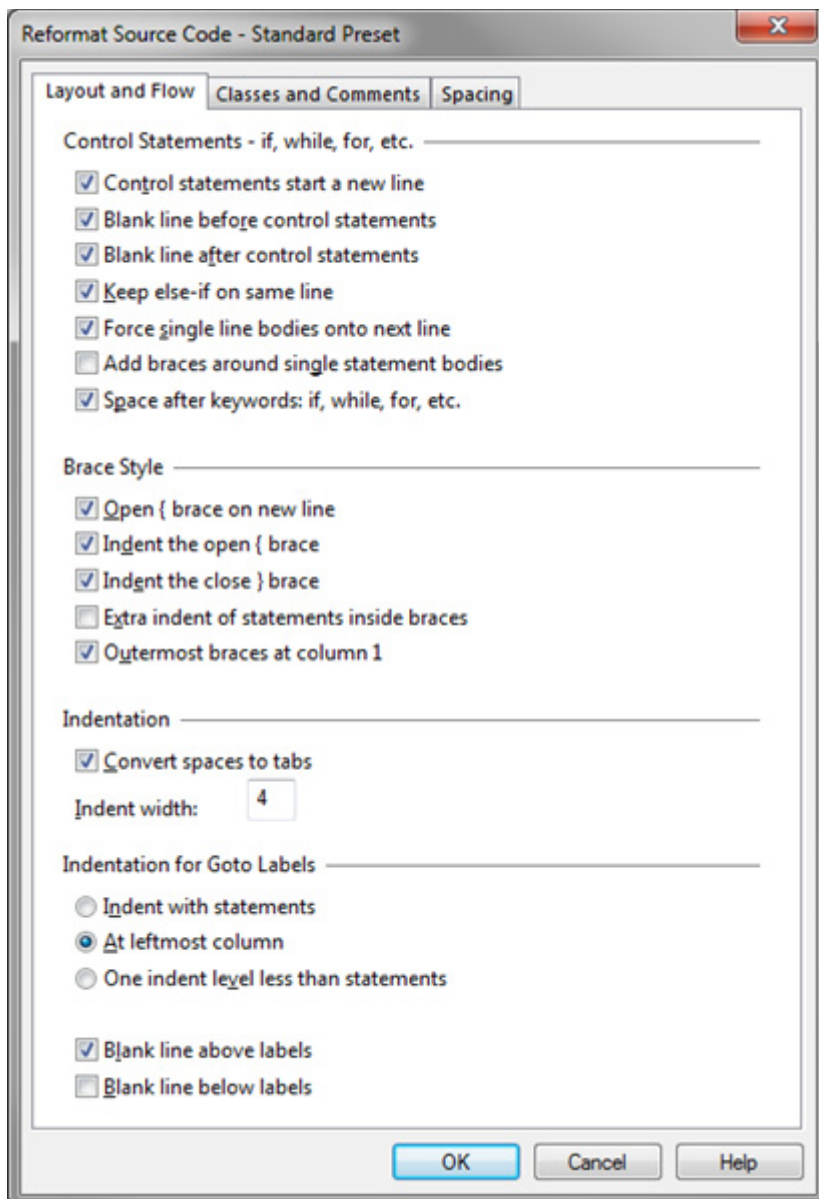 Reformat Source Code - Standard Preset
Layout and Flow Classes and Comments Spacing
Control Statements - if, while, for, etc.
Control statements start a new line
Blank line before control statements
Blank line after control statements
Keep else-if on same line
Force single line bodies onto next line
Add braces around single statement bodies
Space after keywords: if, while, for, etc.
Brace Style
Open { brace on new line
Indent the open { brace
Indent the close } brace
Extra indent of statements inside braces
Outermost braces at column 1
Indentation
Convert spaces to tabs
Indent width: 4
Indentation for Goto Labels
Indent with statements
At leftmost column
One indent level less than statements
Blank line above labels
Blank line below labels
OK Cancel Help